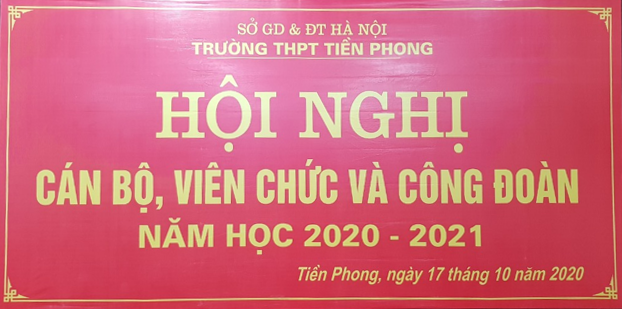 SỞ GD & ĐT HÀ NỘI
TRƯỜNG THPT TIỀN PHONG
HỘI NGHỊ
CÁN BỘ, VIÊN CHỨC VÀ CÔNG ĐOÀN
NĂM HỌC 2020 - 2021
Tiền Phong, ngày 17 tháng 10 năm 2020